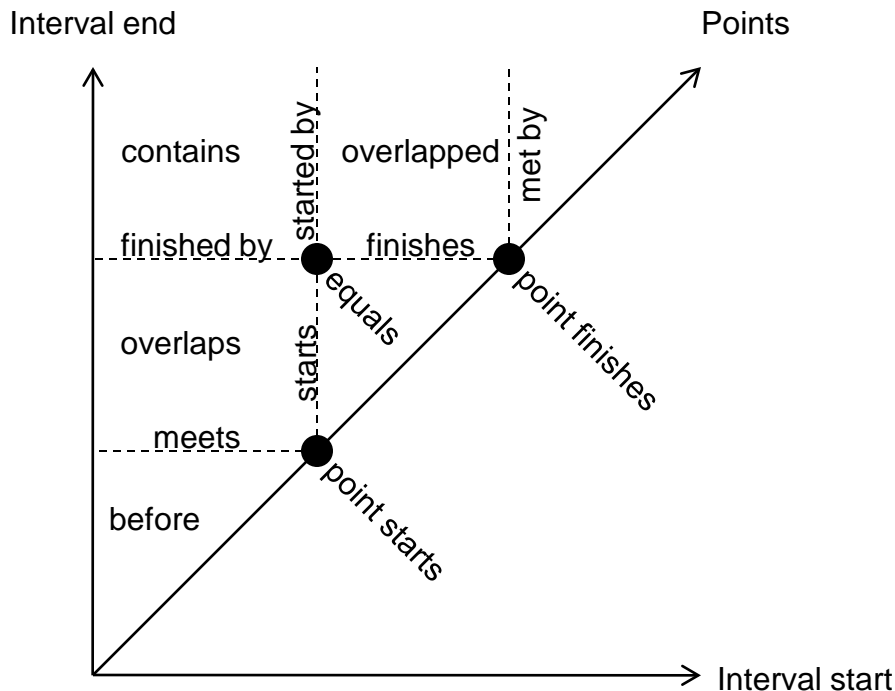 Interval end
Points
contains
started by
overlapped
met by
finished by
finishes
equals
point finishes
overlaps
starts
meets
point starts
before
Interval start